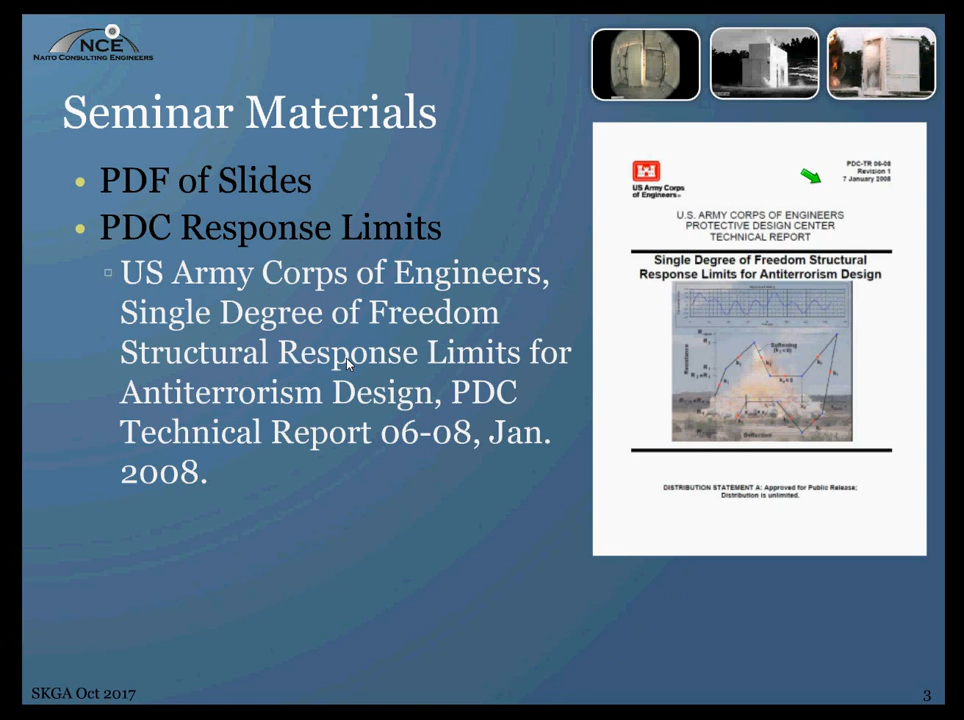 NCE
NAITO CONSULTING ENGINEERS
Seminar Materials
• PDF of Slides
• PDC Response Limits
US Army Corps of Engineers,
Single Degree of Freedom
Structural Response Limits for
Antiterrorism Design, PDC
Technical Report 06-08, Jan.
2008.
US Army Corps
of Engineers
PDC-TR 06-08
Revision 1
7 January 2008
U.S. ARMY CORPS OF ENGINEERS
PROTECTIVE DESIGN CENTER
TECHNICAL REPORT
Single Degree of Freedom Structural
Response Limits for Antiterrorism Design
Softening
Resistance
Deflection
DISTRIBUTION STATEMENT A: Approved for Public Release;
Distribution is unlimited.
SKGA Oct 2017
3